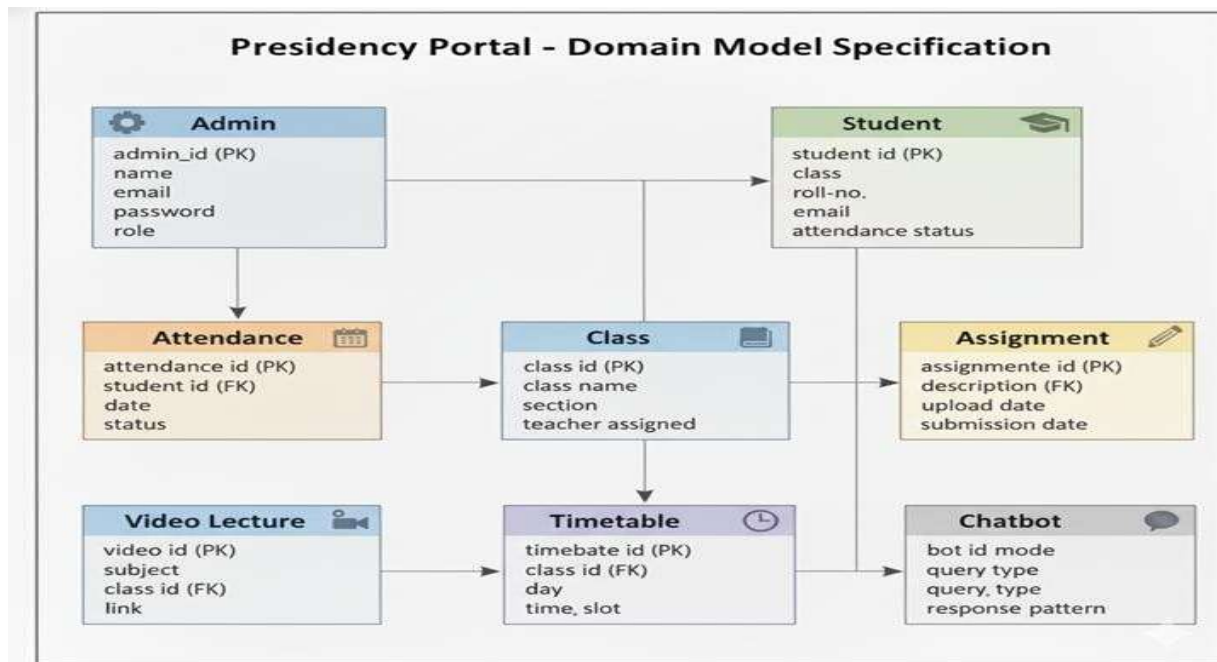 Presidency Portal - Domain Model Specification
Admin
admin_id (PK)
name
email
password
role
Student
student id (PK)
class
roll-no.
email
attendance status
Attendance
attendance id (PK)
student id (FK)
date
status
Class
class id (PK)
class name
section
teacher assigned
Assignment
assignmente id (PK)
description (FK)
upload date
submission date
Video Lecture
video id (PK)
subject
class id (FK)
link
Timetable
timebate id (PK)
class id (FK)
day
time, slot
Chatbot
bot id mode
query type
query, type
response pattern